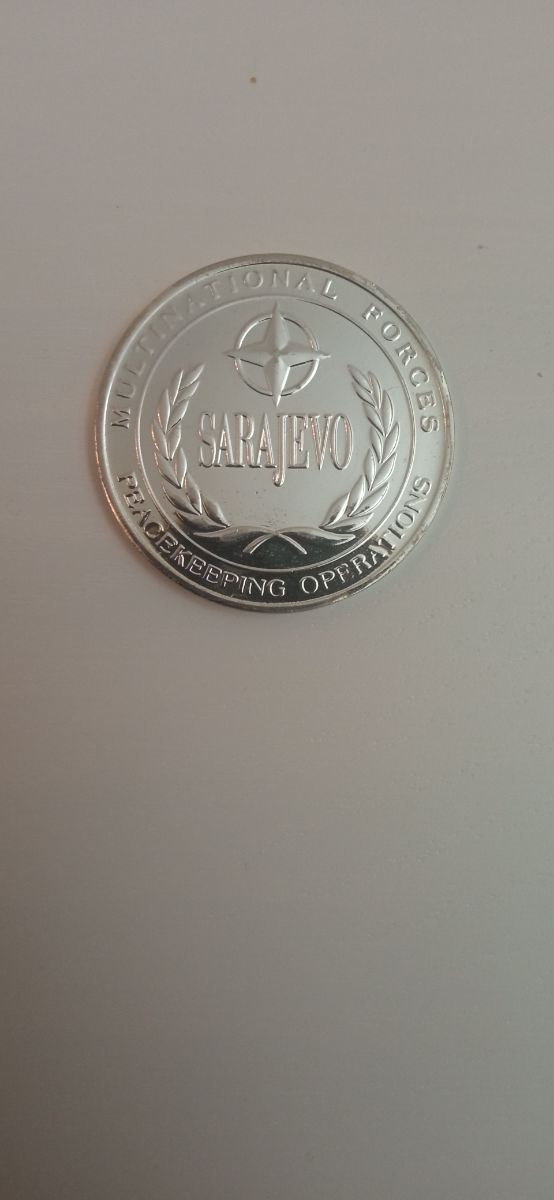 MULTINATIONAL FORCES
SARAJEVO
PEACEKEEPING OPERATIONS